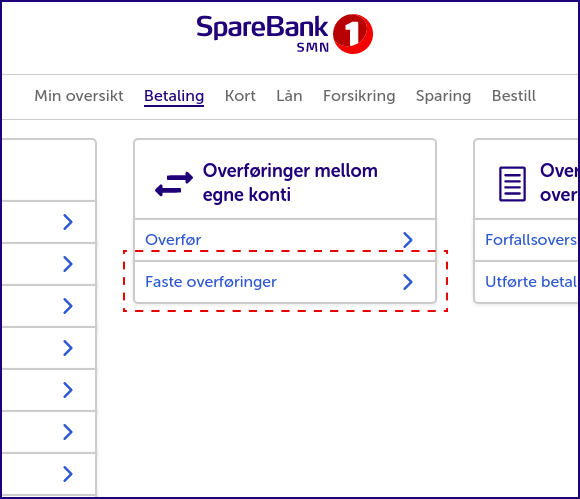 SpareBank 1
SMN
Min oversikt Betaling Kort Lån Forsikring Sparing Bestill
Overføringer mellom
egne konti
Overfør
Faste overføringer
Over
over
Forfallsovers
Utførte betal